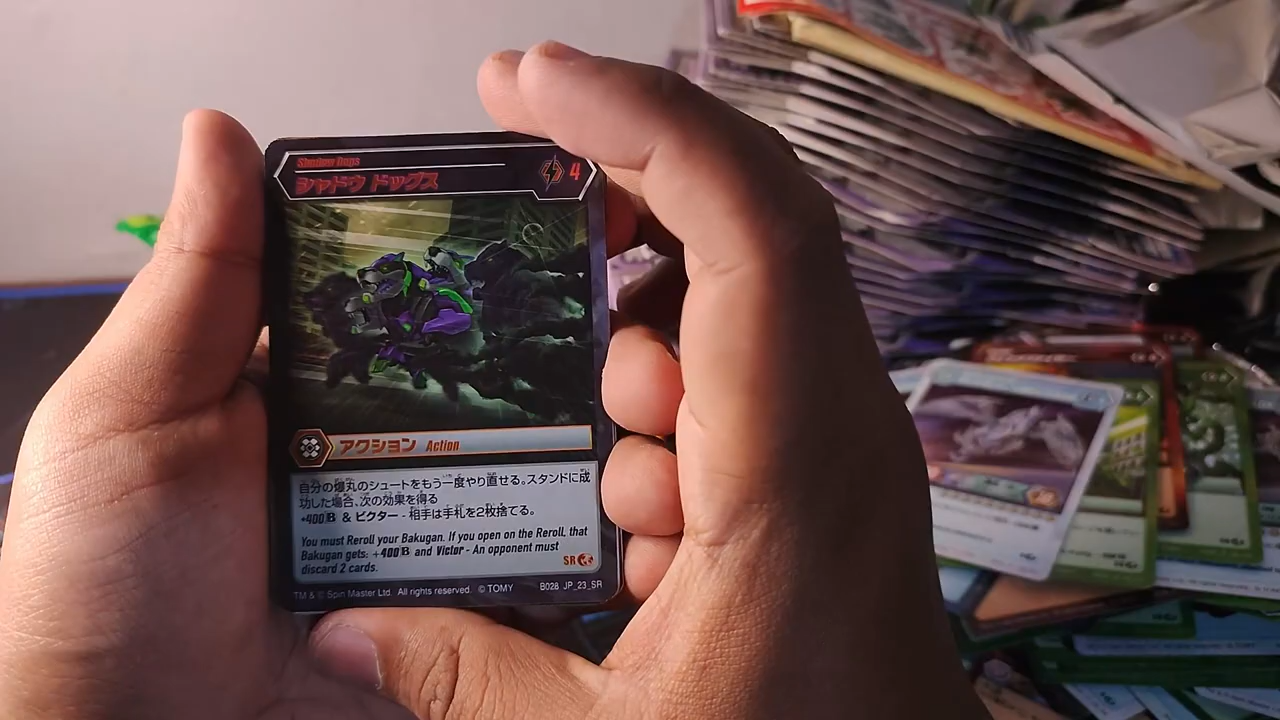 Shadow Dogs
シャドウ ドッグス
4
アクション Action
自分の爆丸のシュートをもう一度やり直せる。スタンドに成
功した場合、次の効果を得る
+400B & ビクター - 相手は手札を2枚捨てる。
You must Reroll your Bakugan. If you open on the Reroll, that
Bakugan gets: +400B and Victor - An opponent must
discard 2 cards.
SR
TM & © Spin Master Ltd. All rights reserved. © TOMY B028 JP_23_SR